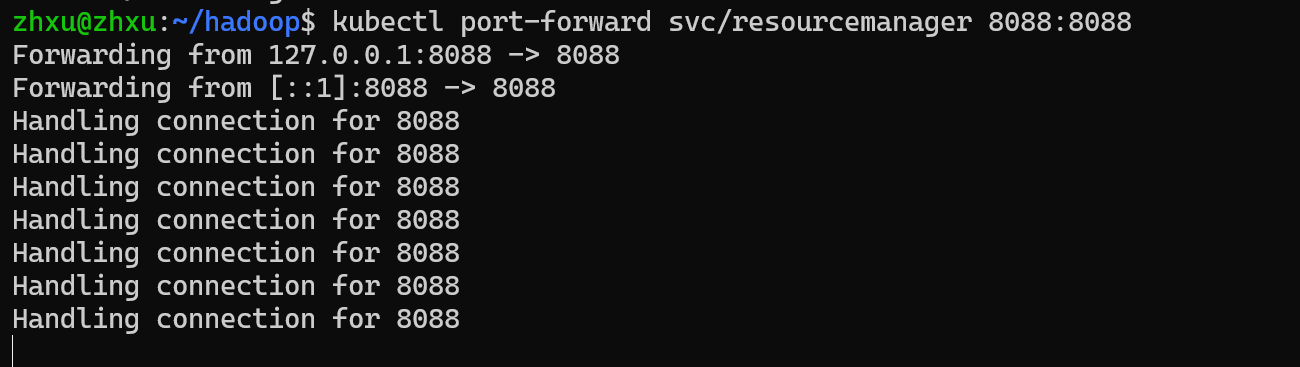 zhxu@zhxu:~/hadoop$ kubectl port-forward svc/resourcemanager 8088:8088
Forwarding from 127.0.0.1:8088 -> 8088
Forwarding from [::1]:8088 -> 8088
Handling connection for 8088
Handling connection for 8088
Handling connection for 8088
Handling connection for 8088
Handling connection for 8088
Handling connection for 8088
Handling connection for 8088